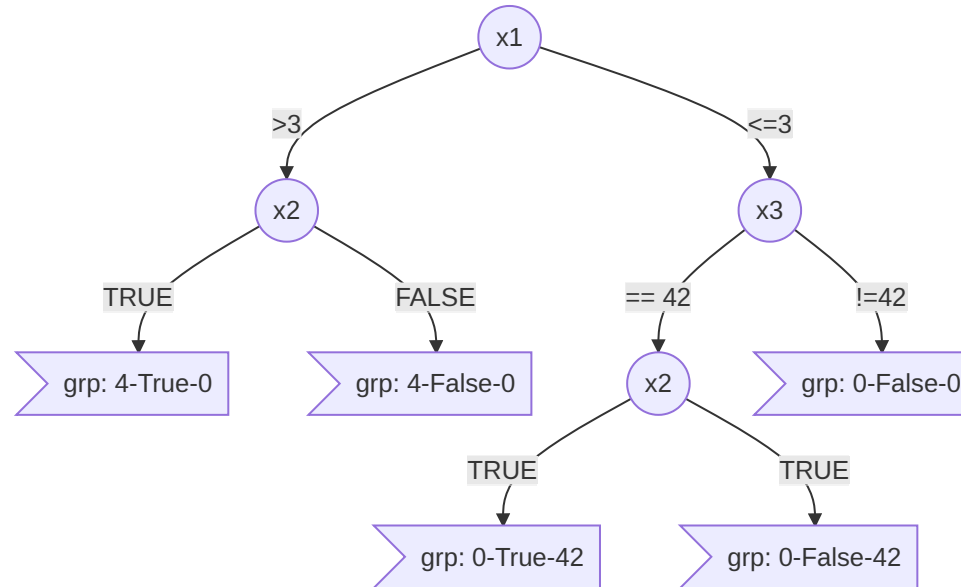 x1
>3
<=3
x2
x3
TRUE
FALSE
== 42
!=42
grp: 4-True-0
grp: 4-False-0
x2
grp: 0-False-0
TRUE
TRUE
grp: 0-True-42
grp: 0-False-42